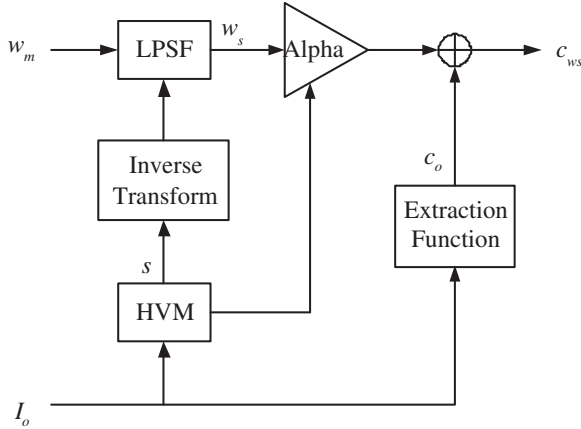 w_m
LPSF
w_s
Alpha
c_ws
Inverse
Transform
c_o
Extraction
Function
s
HVM
I_o